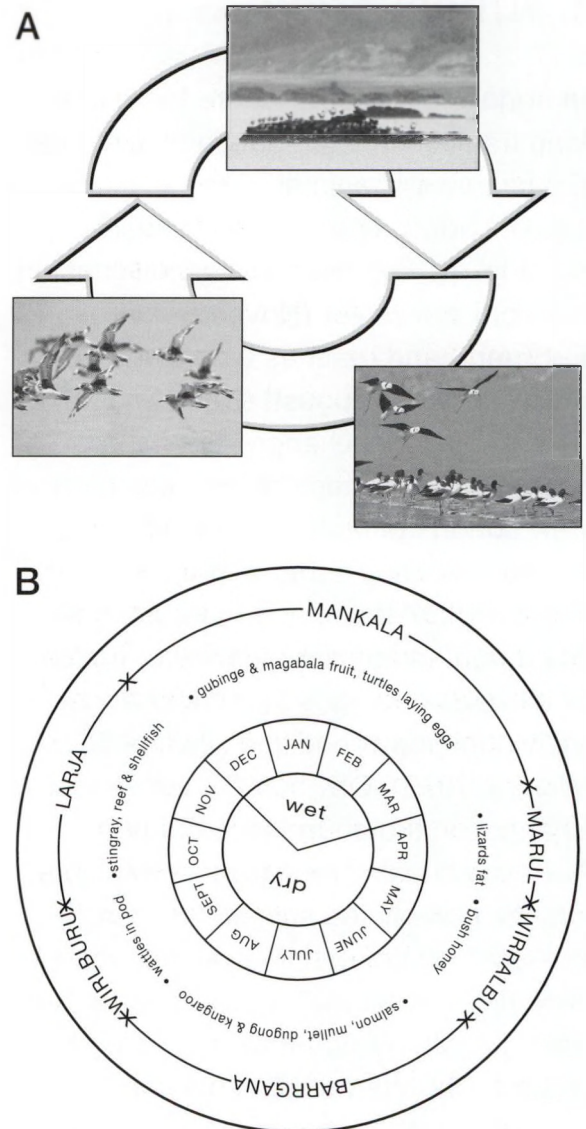 A
B
MANKALA
MARUL
WIRRALBU
BARRGANA
WIRLBURU
LARJA
• gubinge & magabala fruit, turtles laying eggs
• lizards fat
• bush honey
• salmon, mullet, dugong & kangaroo
• watties in pod
• stingray, reef & shellfish
JAN
FEB
MAR
APR
MAY
JUNE
JULY
AUG
SEPT
OCT
NOV
DEC
wet
dry